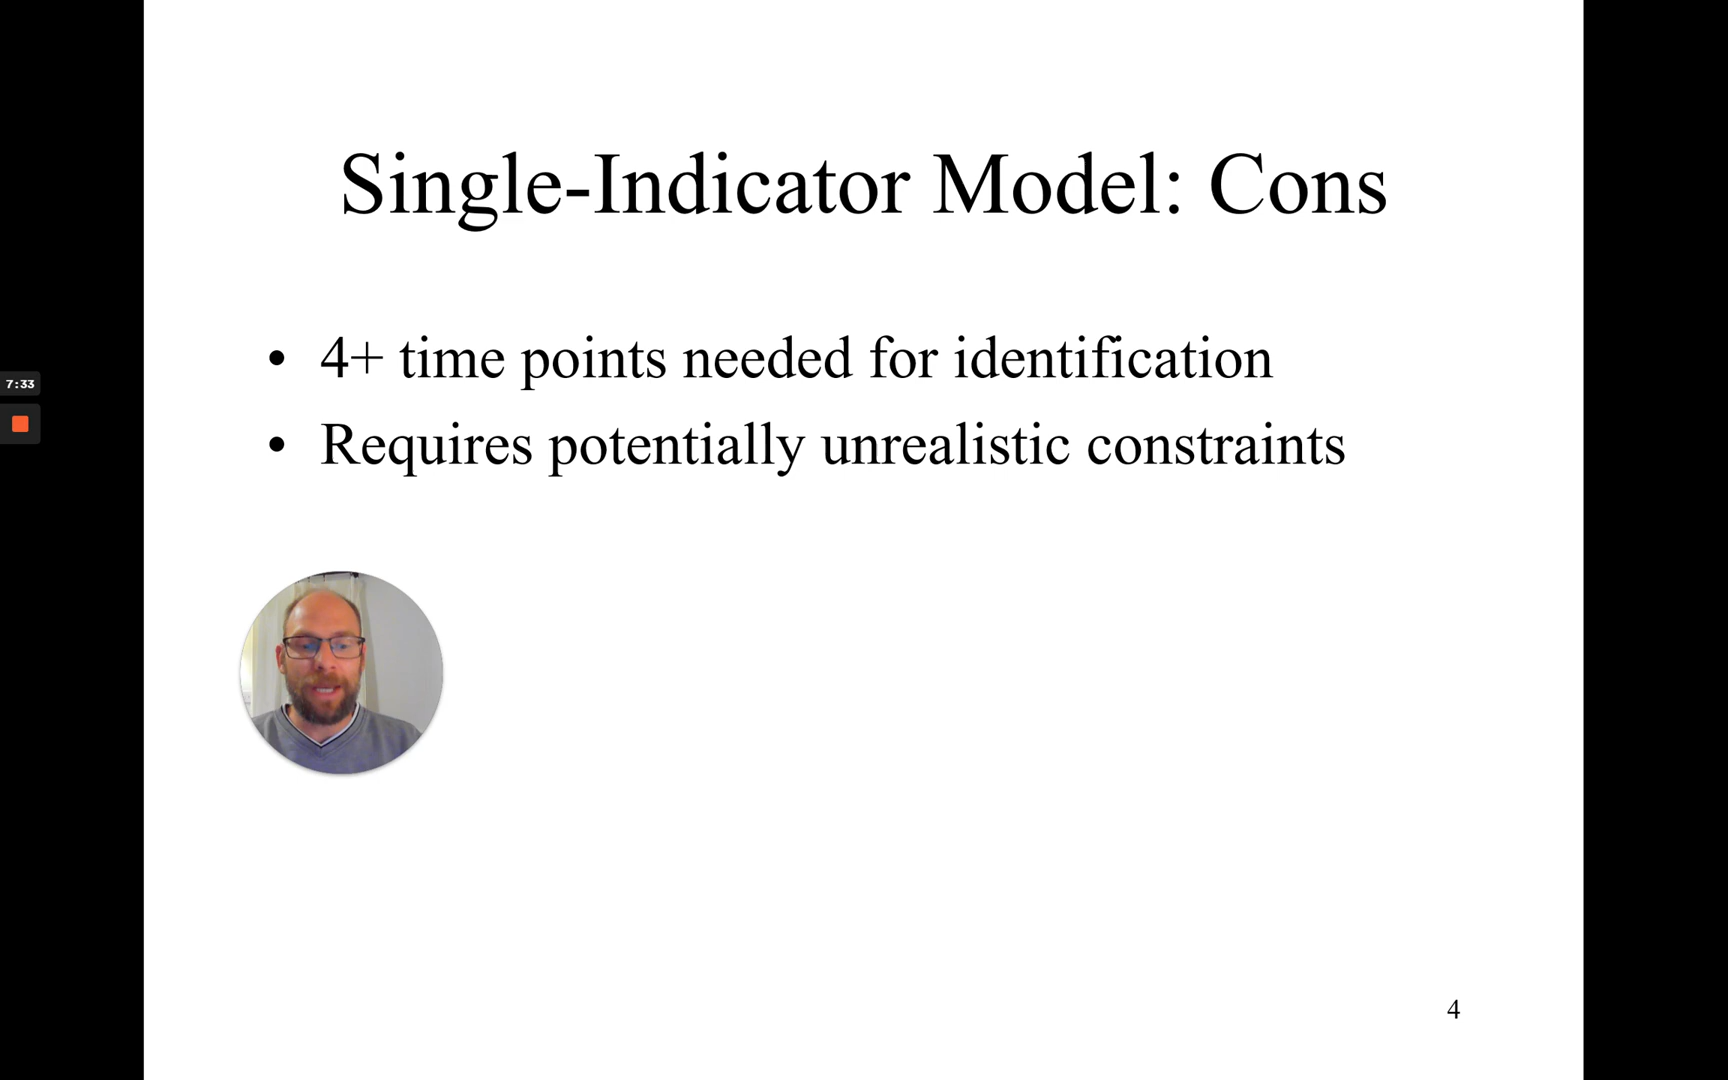 Single-Indicator Model: Cons
• 4+ time points needed for identification
7:33
• Requires potentially unrealistic constraints
4